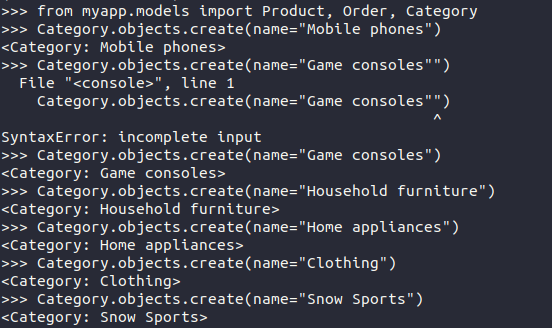 >>> from myapp.models import Product, Order, Category
>>> Category.objects.create(name="Mobile phones")
<Category: Mobile phones>
>>> Category.objects.create(name="Game consoles"")
  File "<console>", line 1
    Category.objects.create(name="Game consoles"")
                                                ^
SyntaxError: incomplete input
>>> Category.objects.create(name="Game consoles")
<Category: Game consoles>
>>> Category.objects.create(name="Household furniture")
<Category: Household furniture>
>>> Category.objects.create(name="Home appliances")
<Category: Home appliances>
>>> Category.objects.create(name="Clothing")
<Category: Clothing>
>>> Category.objects.create(name="Snow Sports")
<Category: Snow Sports>